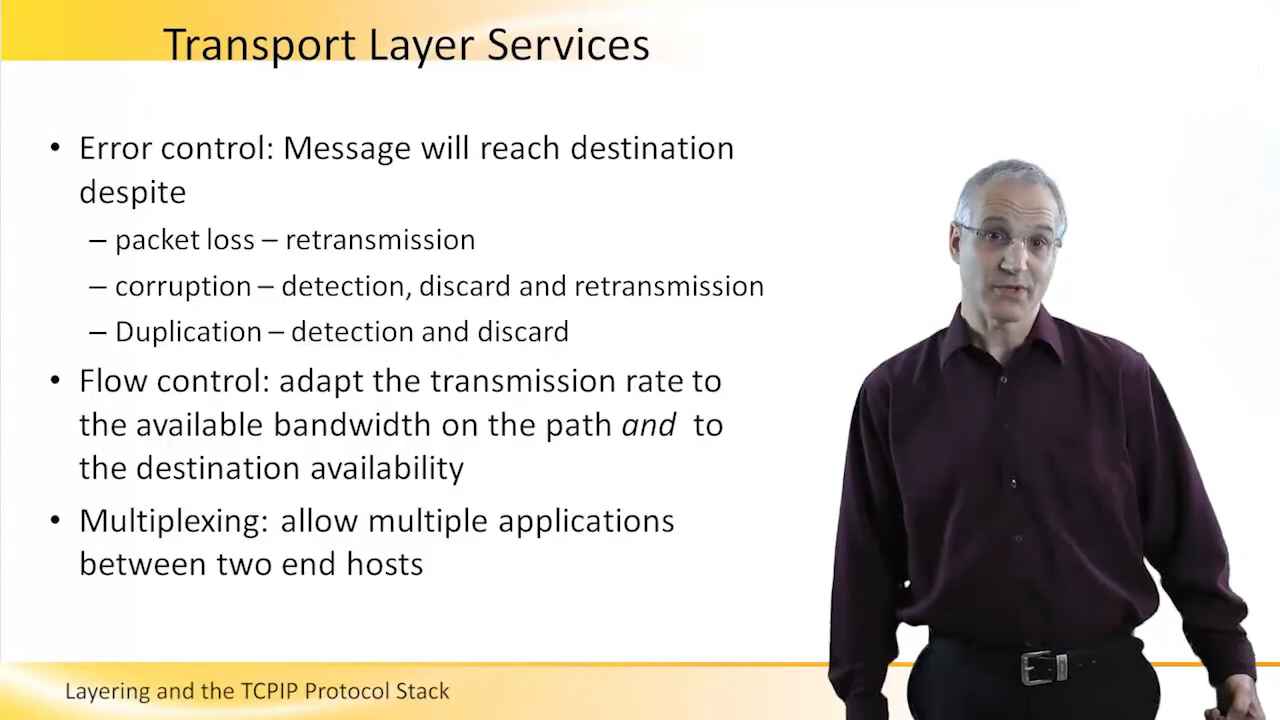 Transport Layer Services
• Error control: Message will reach destination
despite
– packet loss – retransmission
– corruption – detection, discard and retransmission
– Duplication – detection and discard
• Flow control: adapt the transmission rate to
the available bandwidth on the path and to
the destination availability
• Multiplexing: allow multiple applications
between two end hosts
Layering and the TCPIP Protocol Stack